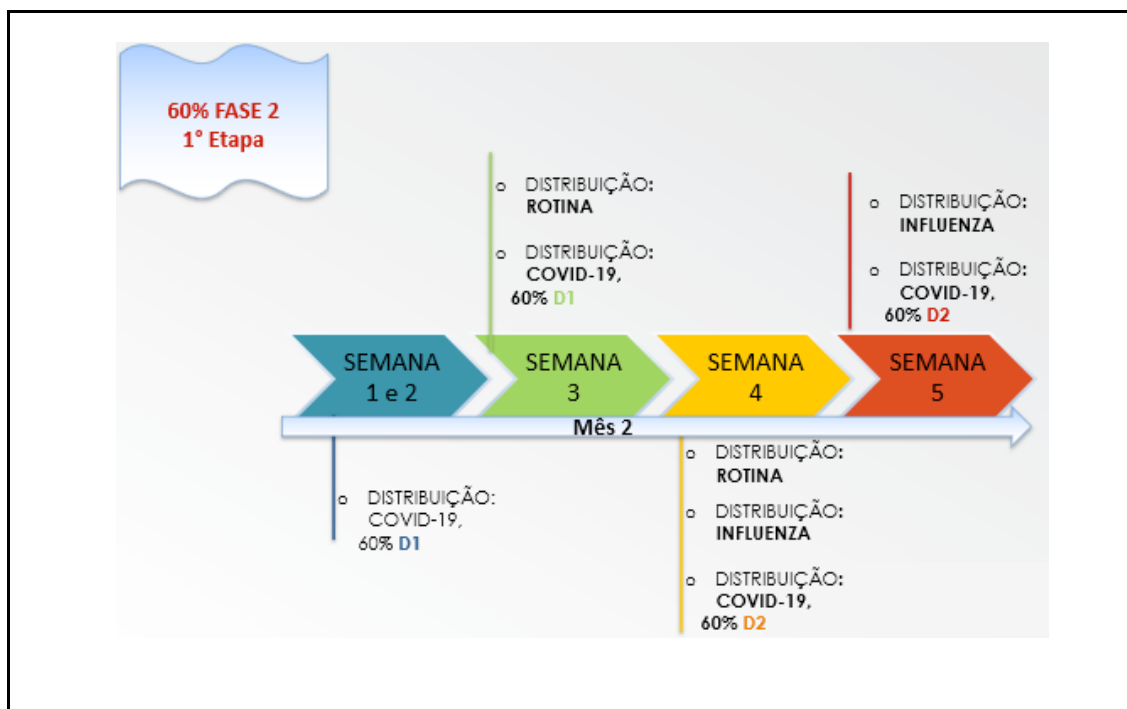 60% FASE 2
1° Etapa
o DISTRIBUIÇÃO:
ROTINA
o DISTRIBUIÇÃO:
COVID-19,
60% D1
o DISTRIBUIÇÃO:
INFLUENZA
o DISTRIBUIÇÃO:
COVID-19,
60% D2
SEMANA
1 e 2
SEMANA
3
SEMANA
4
SEMANA
5
Mês 2
o DISTRIBUIÇÃO:
COVID-19,
60% D1
o DISTRIBUIÇÃO:
ROTINA
o DISTRIBUIÇÃO:
INFLUENZA
o DISTRIBUIÇÃO:
COVID-19,
60% D2